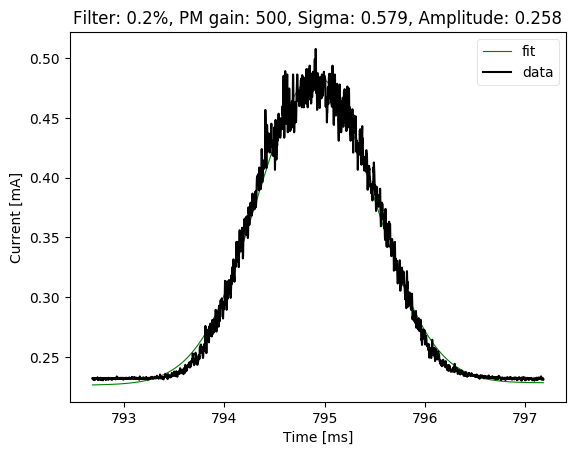 Filter: 0.2%, PM gain: 500, Sigma: 0.579, Amplitude: 0.258
fit
data
0.50
0.45
0.40
0.35
0.30
0.25
Current [mA]
793
794
795
796
797
Time [ms]